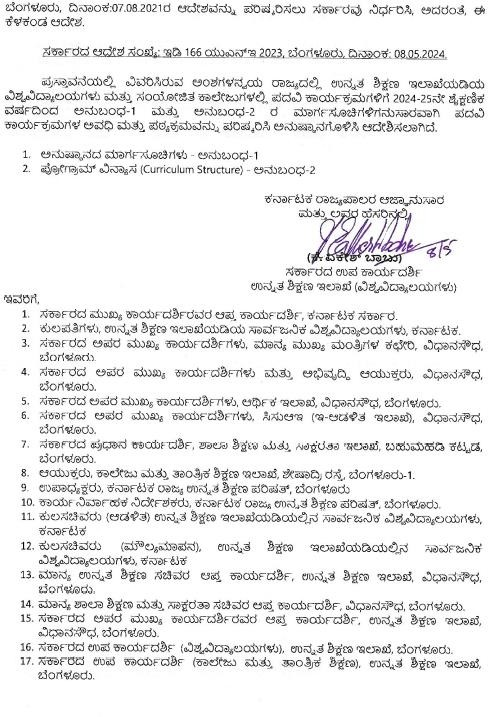 ಬೆಂಗಳೂರು, ದಿನಾಂಕ:07.08.2021ರ ಆದೇಶವನ್ನು ಪರಿಷ್ಕರಿಸಲು ಸರ್ಕಾರವು ನಿರ್ಧರಿಸಿ, ಅದರಂತೆ, ಈ
ಕೆಳಕಂಡ ಆದೇಶ.
ಸರ್ಕಾರದ ಆದೇಶ ಸಂಖ್ಯೆ: ಇಡಿ 166 ಯುಎನ್ಇ 2023, ಬೆಂಗಳೂರು, ದಿನಾಂಕ: 08.05.2024.
ಪ್ರಸ್ತಾವನೆಯಲ್ಲಿ ವಿವರಿಸಿರುವ ಅಂಶಗಳನ್ವಯ ರಾಜ್ಯದಲ್ಲಿ ಉನ್ನತ ಶಿಕ್ಷಣ ಇಲಾಖೆಯಡಿಯ
ವಿಶ್ವವಿದ್ಯಾಲಯಗಳು ಮತ್ತು ಸಂಯೋಜಿತ ಕಾಲೇಜುಗಳಲ್ಲಿ ಪದವಿ ಕಾರ್ಯಕ್ರಮಗಳಿಗೆ 2024-25ನೇ ಶೈಕ್ಷಣಿಕ
ವರ್ಷದಿಂದ ಅನುಬಂಧ-1 ಮತ್ತು ಅನುಬಂಧ-2 ರ ಮಾರ್ಗಸೂಚಿಗಳಿಗನುಸಾರವಾಗಿ ಪದವಿ
ಕಾರ್ಯಕ್ರಮಗಳ ಅವಧಿ ಮತ್ತು ಪಠ್ಯಕ್ರಮವನ್ನು ಪರಿಷ್ಕರಿಸಿ ಅನುಷ್ಠಾನಗೊಳಿಸಿ ಆದೇಶಿಸಲಾಗಿದೆ.
1. ಅನುಷ್ಠಾನದ ಮಾರ್ಗಸೂಚಿಗಳು - ಅನುಬಂಧ-1
2. ಪ್ರೋಗ್ರಾಮ್ ವಿನ್ಯಾಸ (Curriculum Structure) - ಅನುಬಂಧ-2
ಕರ್ನಾಟಕ ರಾಜ್ಯಪಾಲರ ಆಜ್ಞಾನುಸಾರ
ಮತ್ತು ಅವರ ಹೆಸರಿನಲ್ಲಿ
8/5
ಬಾಬು)
ಸರ್ಕಾರದ ಉಪ ಕಾರ್ಯದರ್ಶಿ
ಉನ್ನತ ಶಿಕ್ಷಣ ಇಲಾಖೆ (ವಿಶ್ವವಿದ್ಯಾಲಯಗಳು)
ಇವರಿಗೆ,
1. ಸರ್ಕಾರದ ಮುಖ್ಯ ಕಾರ್ಯದರ್ಶಿರವರ ಆಪ್ತ ಕಾರ್ಯದರ್ಶಿ, ಕರ್ನಾಟಕ ಸರ್ಕಾರ.
2. ಕುಲಪತಿಗಳು, ಉನ್ನತ ಶಿಕ್ಷಣ ಇಲಾಖೆಯಡಿಯ ಸಾರ್ವಜನಿಕ ವಿಶ್ವವಿದ್ಯಾಲಯಗಳು, ಕರ್ನಾಟಕ.
3. ಸರ್ಕಾರದ ಅಪರ ಮುಖ್ಯ ಕಾರ್ಯದರ್ಶಿಗಳು, ಮಾನ್ಯ ಮುಖ್ಯ ಮಂತ್ರಿಗಳ ಕಛೇರಿ, ವಿಧಾನಸೌಧ,
ಬೆಂಗಳೂರು.
4. ಸರ್ಕಾರದ ಅಪರ ಮುಖ್ಯ ಕಾರ್ಯದರ್ಶಿಗಳು ಮತ್ತು ಅಭಿವೃದ್ಧಿ ಆಯುಕ್ತರು, ವಿಧಾನಸೌಧ,
ಬೆಂಗಳೂರು.
5. ಸರ್ಕಾರದ ಅಪರ ಮುಖ್ಯ ಕಾರ್ಯದರ್ಶಿಗಳು, ಆರ್ಥಿಕ ಇಲಾಖೆ, ವಿಧಾನಸೌಧ, ಬೆಂಗಳೂರು.
6. ಸರ್ಕಾರದ ಅಪರ ಮುಖ್ಯ ಕಾರ್ಯದರ್ಶಿಗಳು, ಸಿಸುಆಇ (ಇ-ಆಡಳಿತ ಇಲಾಖೆ), ವಿಧಾನಸೌಧ,
ಬೆಂಗಳೂರು.
7. ಸರ್ಕಾರದ ಪ್ರಧಾನ ಕಾರ್ಯದರ್ಶಿ, ಶಾಲಾ ಶಿಕ್ಷಣ ಮತ್ತು ಸಾಕ್ಷರತಾ ಇಲಾಖೆ, ಬಹುಮಹಡಿ ಕಟ್ಟಡ,
ಬೆಂಗಳೂರು.
8. ಆಯುಕ್ತರು, ಕಾಲೇಜು ಮತ್ತು ತಾಂತ್ರಿಕ ಶಿಕ್ಷಣ ಇಲಾಖೆ, ಶೇಷಾದ್ರಿ ರಸ್ತೆ, ಬೆಂಗಳೂರು-1.
9. ಉಪಾಧ್ಯಕ್ಷರು, ಕರ್ನಾಟಕ ರಾಜ್ಯ ಉನ್ನತ ಶಿಕ್ಷಣ ಪರಿಷತ್, ಬೆಂಗಳೂರು
10. ಕಾರ್ಯನಿರ್ವಾಹಕ ನಿರ್ದೇಶಕರು, ಕರ್ನಾಟಕ ರಾಜ್ಯ ಉನ್ನತ ಶಿಕ್ಷಣ ಪರಿಷತ್, ಬೆಂಗಳೂರು.
11. ಕುಲಸಚಿವರು (ಆಡಳಿತ) ಉನ್ನತ ಶಿಕ್ಷಣ ಇಲಾಖೆಯಡಿಯಲ್ಲಿನ ಸಾರ್ವಜನಿಕ ವಿಶ್ವವಿದ್ಯಾಲಯಗಳು,
ಕರ್ನಾಟಕ
12. ಕುಲಸಚಿವರು (ಮೌಲ್ಯಮಾಪನ), ಉನ್ನತ ಶಿಕ್ಷಣ ಇಲಾಖೆಯಡಿಯಲ್ಲಿನ ಸಾರ್ವಜನಿಕ
ವಿಶ್ವವಿದ್ಯಾಲಯಗಳು, ಕರ್ನಾಟಕ
13. ಮಾನ್ಯ ಉನ್ನತ ಶಿಕ್ಷಣ ಸಚಿವರ ಆಪ್ತ ಕಾರ್ಯದರ್ಶಿ, ಉನ್ನತ ಶಿಕ್ಷಣ ಇಲಾಖೆ, ವಿಧಾನಸೌಧ,
ಬೆಂಗಳೂರು.
14. ಮಾನ್ಯ ಶಾಲಾ ಶಿಕ್ಷಣ ಮತ್ತು ಸಾಕ್ಷರತಾ ಸಚಿವರ ಆಪ್ತ ಕಾರ್ಯದರ್ಶಿ, ವಿಧಾನಸೌಧ, ಬೆಂಗಳೂರು.
15. ಸರ್ಕಾರದ ಅಪರ ಮುಖ್ಯ ಕಾರ್ಯದರ್ಶಿರವರ ಆಪ್ತ ಕಾರ್ಯದರ್ಶಿ, ಉನ್ನತ ಶಿಕ್ಷಣ ಇಲಾಖೆ,
ವಿಧಾನಸೌಧ, ಬೆಂಗಳೂರು.
16. ಸರ್ಕಾರದ ಉಪ ಕಾರ್ಯದರ್ಶಿ (ವಿಶ್ವವಿದ್ಯಾಲಯಗಳು), ಉನ್ನತ ಶಿಕ್ಷಣ ಇಲಾಖೆ, ಬೆಂಗಳೂರು.
17. ಸರ್ಕಾರದ ಉಪ ಕಾರ್ಯದರ್ಶಿ (ಕಾಲೇಜು ಮತ್ತು ತಾಂತ್ರಿಕ ಶಿಕ್ಷಣ), ಉನ್ನತ ಶಿಕ್ಷಣ ಇಲಾಖೆ,
ಬೆಂಗಳೂರು.